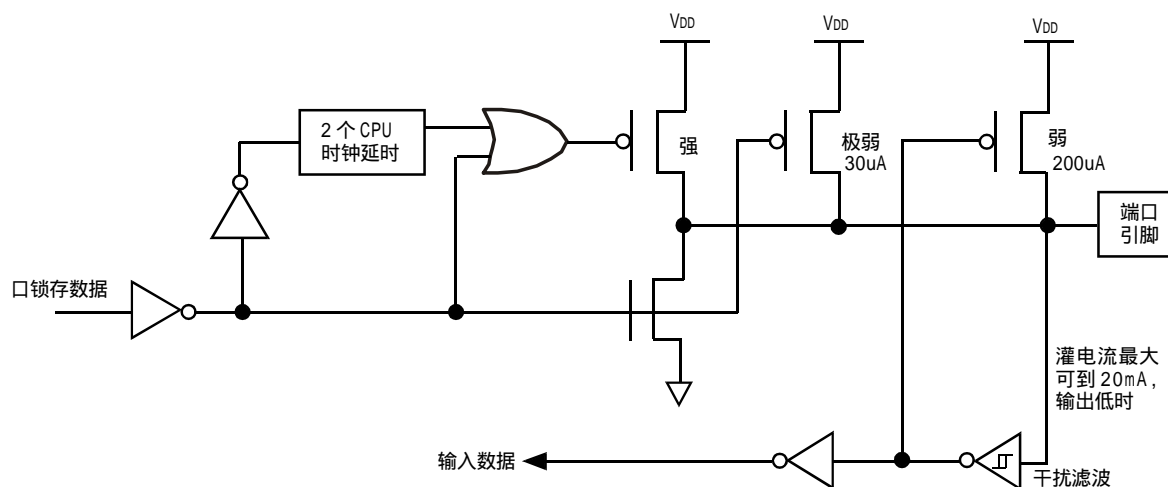 VDD
VDD
VDD
2 个 CPU
时钟延时
强
极弱
30uA
弱
200uA
端口
引脚
口锁存数据
灌电流最大
可到 20mA,
输出低时
输入数据
干扰滤波